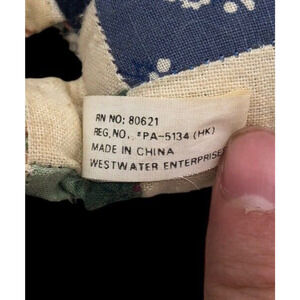 RN NO: 80621
REG. NO. #PA-5134 (HK)
MADE IN CHINA
WESTWATER ENTERPRISE